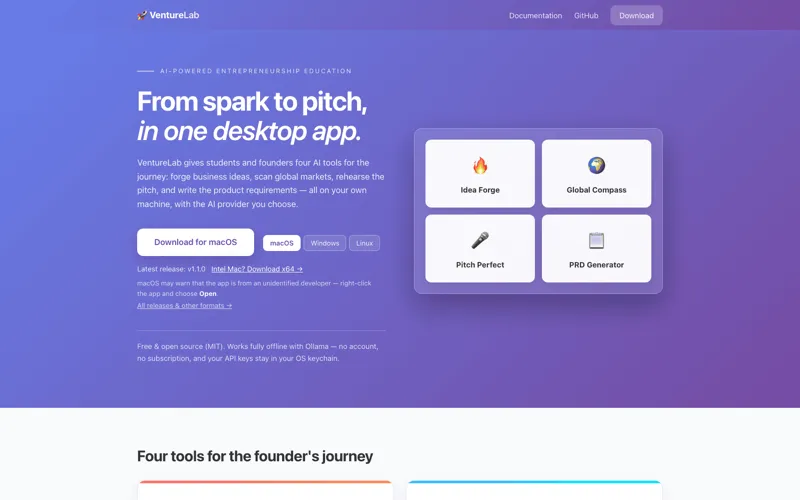 VentureLab
Documentation
GitHub
Download
AI-POWERED ENTREPRENEURSHIP EDUCATION
From spark to pitch,
in one desktop app.
VentureLab gives students and founders four AI tools for the
journey: forge business ideas, scan global markets, rehearse the
pitch, and write the product requirements — all on your own
machine, with the AI provider you choose.
Download for macOS
macOS
Windows
Linux
Latest release: v1.1.0 Intel Mac? Download x64 →
macOS may warn that the app is from an unidentified developer — right-click
the app and choose Open.
All releases & other formats →
Free & open source (MIT). Works fully offline with Ollama — no account,
no subscription, and your API keys stay in your OS keychain.
Idea Forge
Global Compass
Pitch Perfect
PRD Generator
Four tools for the founder's journey